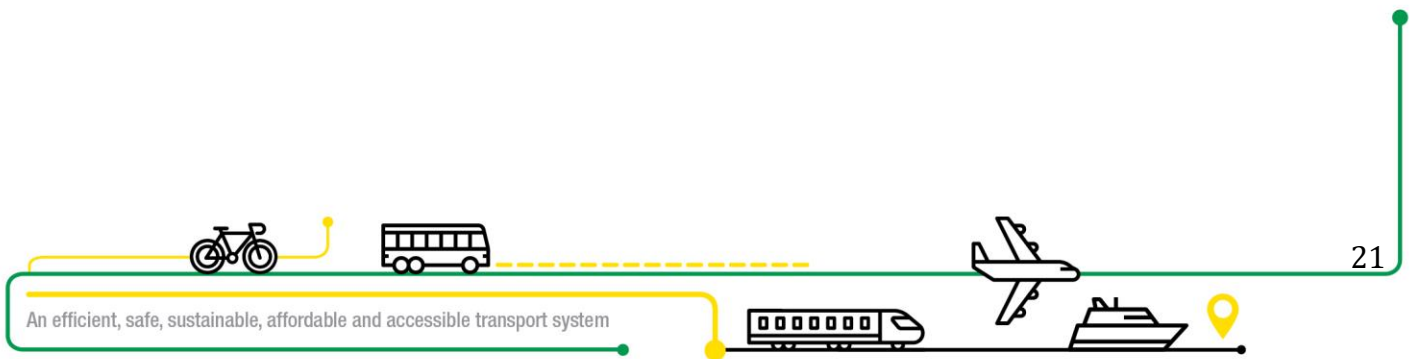 21
An efficient, safe, sustainable, affordable and accessible transport system